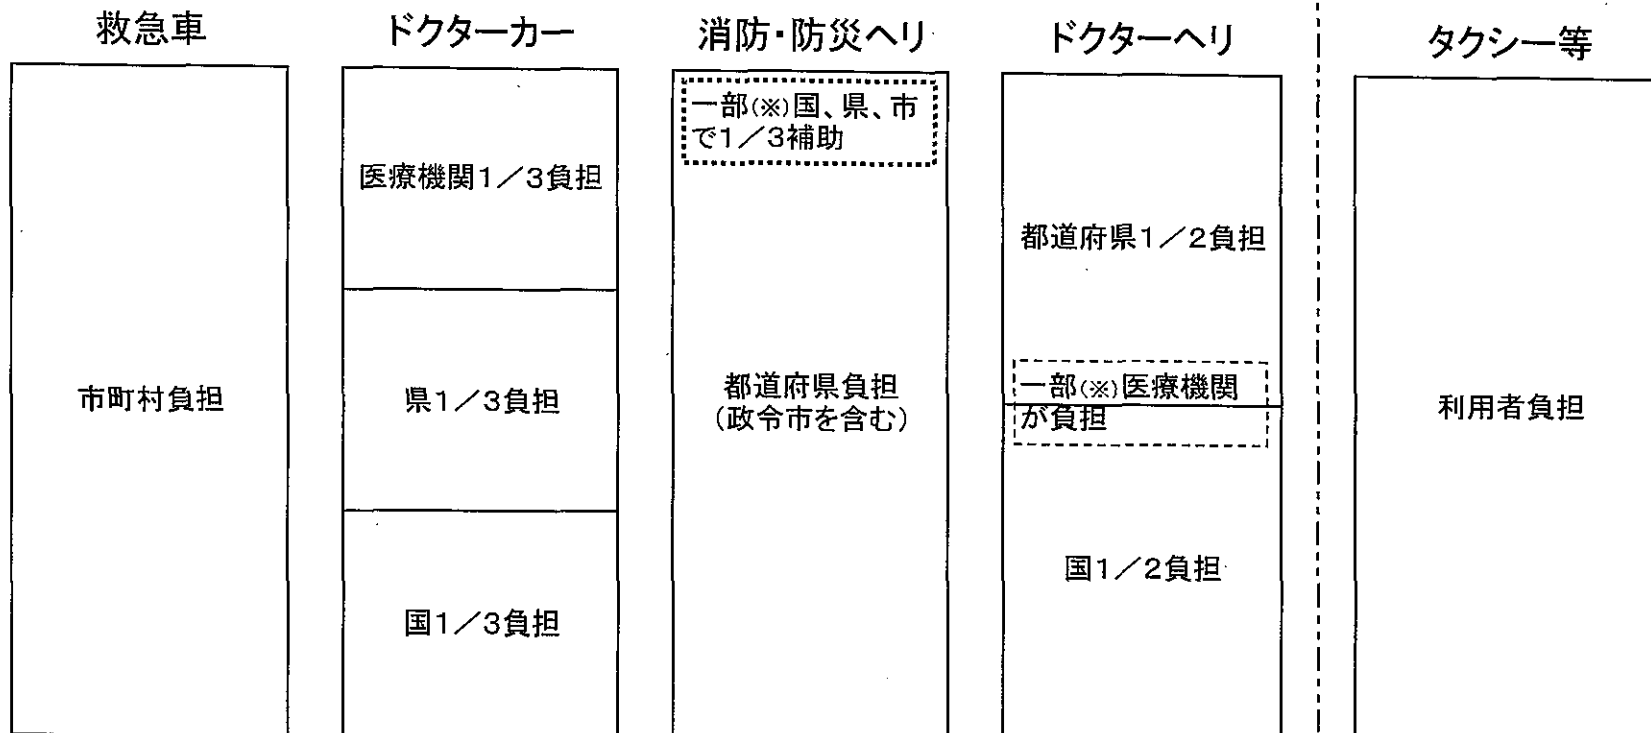 救急車
ドクターカー
消防・防災ヘリ
ドクターヘリ
タクシー等
市町村負担
医療機関1／3負担
県1／3負担
国1／3負担
一部(※)国、県、市
で1／3補助
都道府県負担
(政令市を含む)
都道府県1／2負担
一部(※)医療機関
が負担
国1／2負担
利用者負担